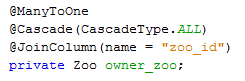 @ManyToOne
@Cascade(CascadeType.ALL)
@JoinColumn(name = "zoo_id")
private Zoo owner_zoo;